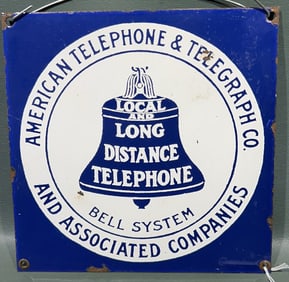 AMERICAN TELEPHONE & TELEGRAPH CO.
LOCAL
AND
LONG
DISTANCE
TELEPHONE
BELL SYSTEM
AND ASSOCIATED COMPANIES